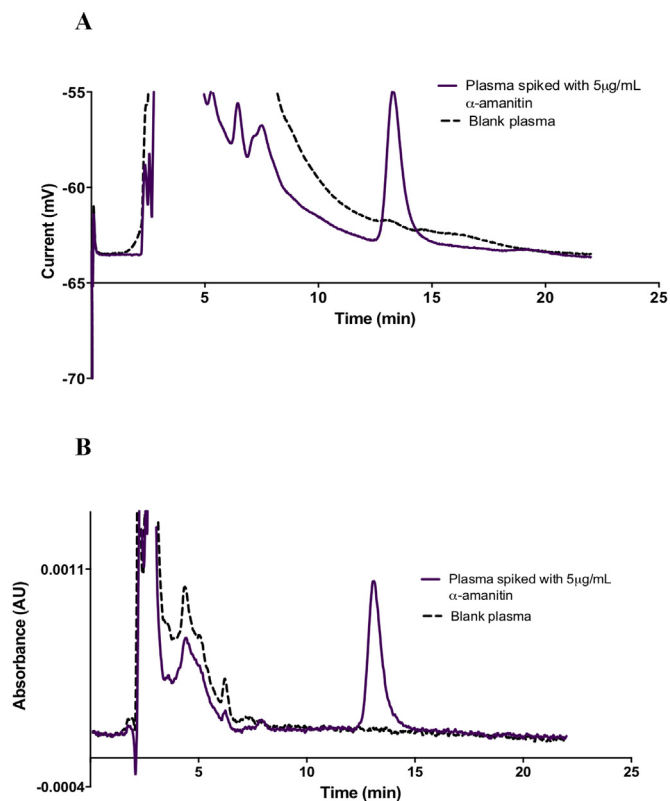 A
-55
-60
-65
-70
Current (mV)
5
10
15
20
25
Time (min)
Plasma spiked with 5µg/mL
α-amanitin
Blank plasma
B
0.0011
-0.0004
Absorbance (AU)
5
10
15
20
25
Time (min)
Plasma spiked with 5µg/mL
α-amanitin
Blank plasma